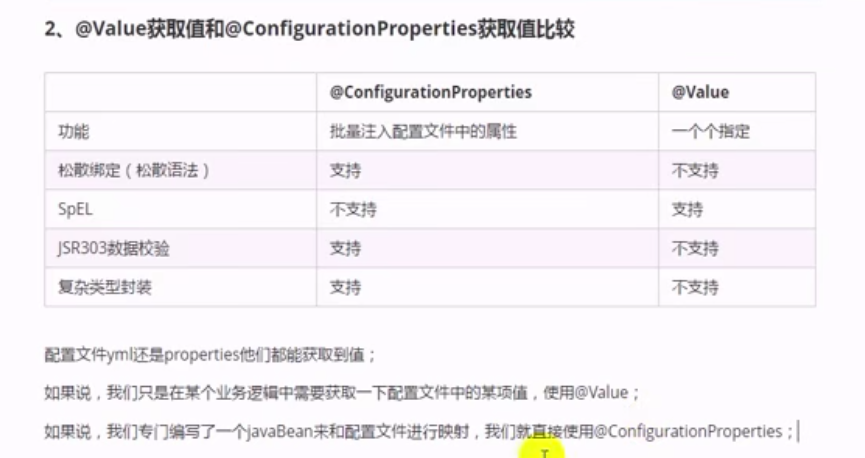 2、@Value获取值和@ConfigurationProperties获取值比较
@ConfigurationProperties @Value
功能 批量注入配置文件中的属性 一个个指定
松散绑定（松散语法） 支持 不支持
SpEL 不支持 支持
JSR303数据校验 支持 不支持
复杂类型封装 支持 不支持
配置文件yml还是properties他们都能获取到值；
如果说，我们只是在某个业务逻辑中需要获取一下配置文件中的某项值，使用@Value；
如果说，我们专门编写了一个javaBean来和配置文件进行映射，我们就直接使用@ConfigurationProperties；